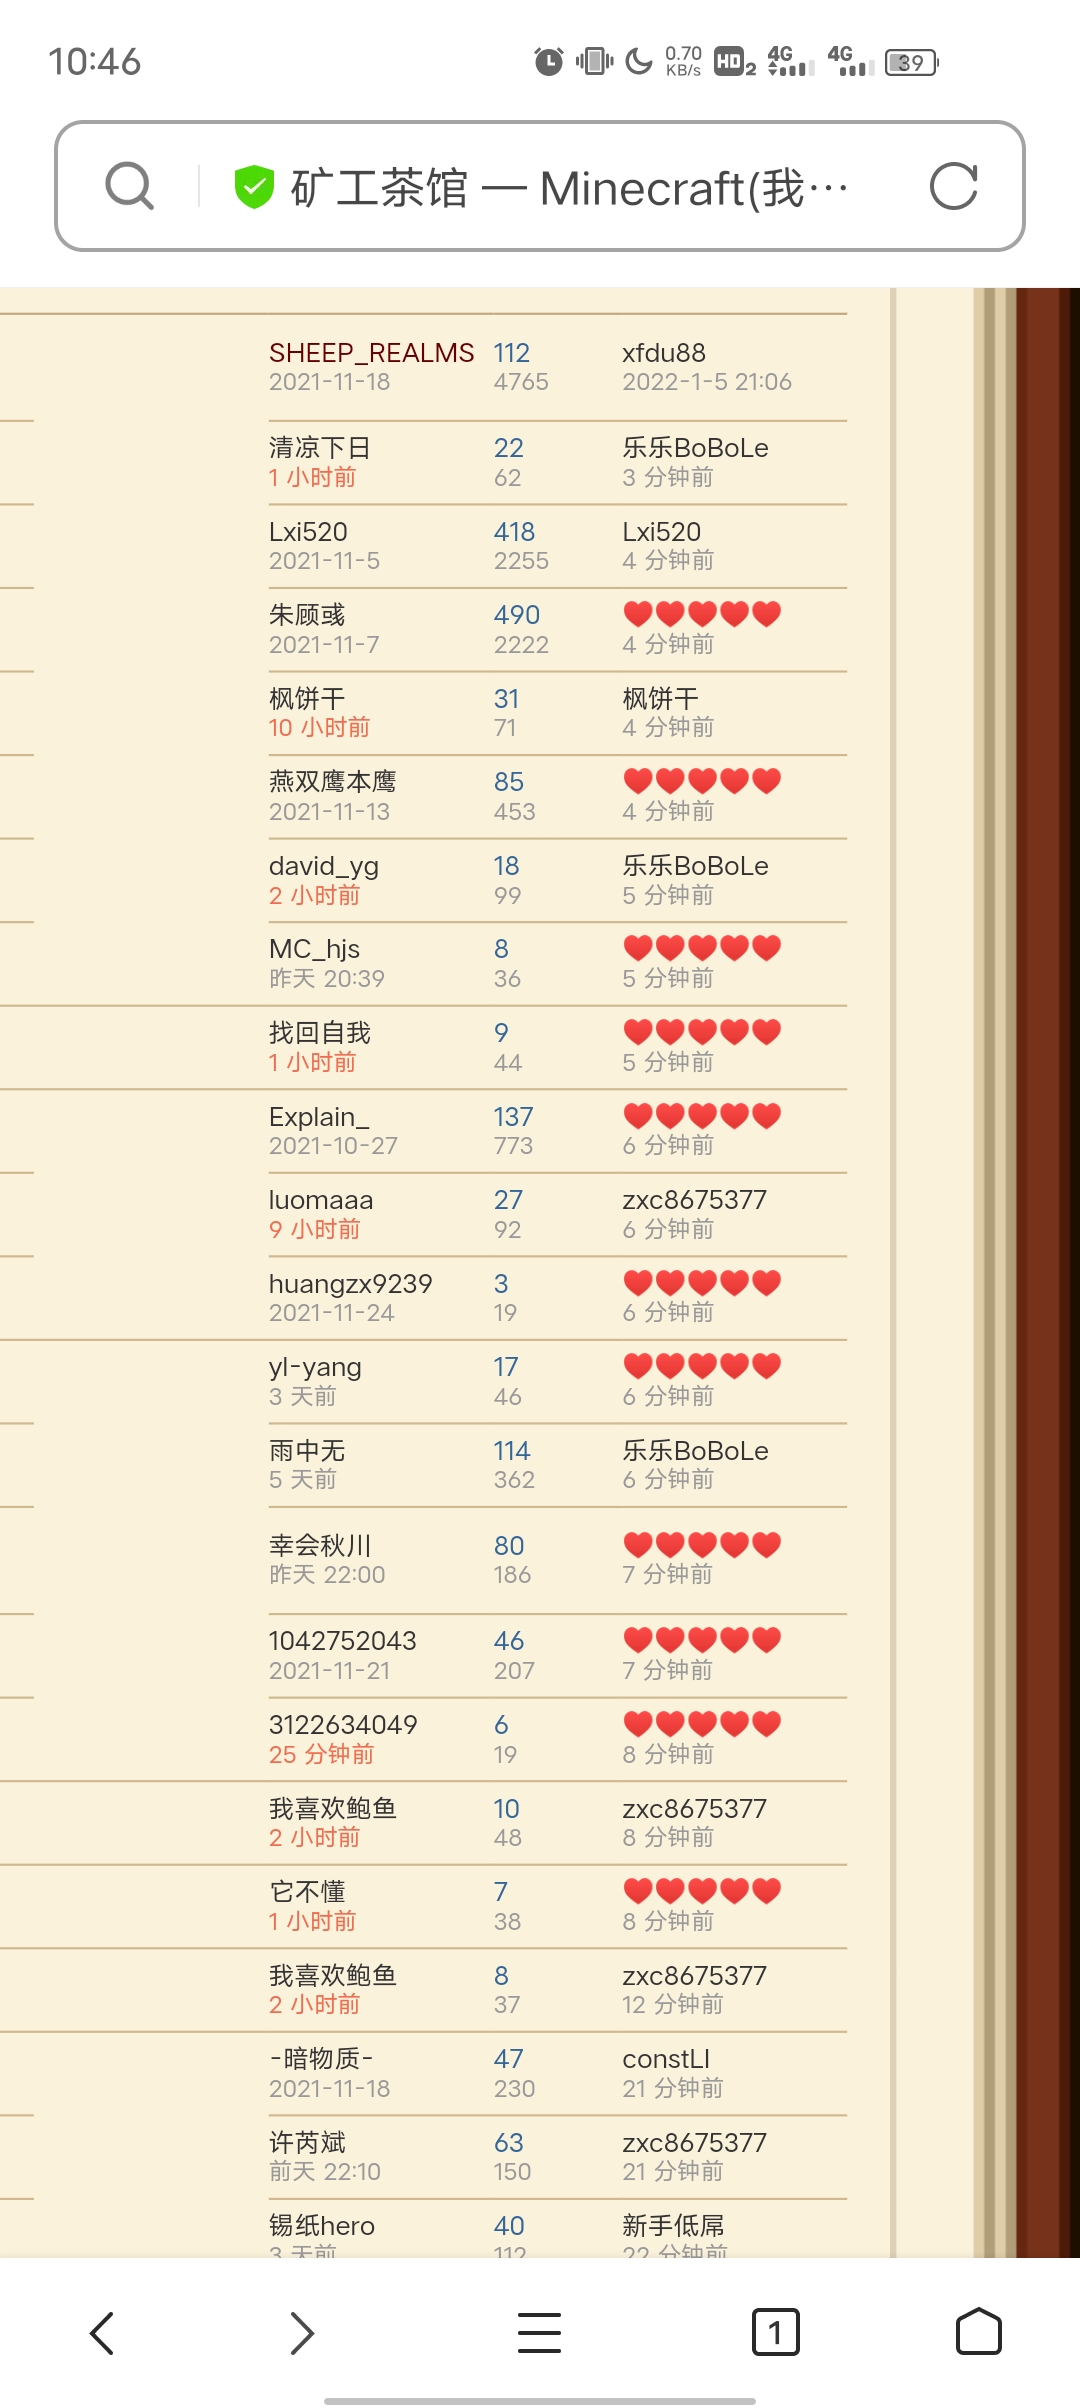 10:46
0.70 KB/s HD 2 4G 4G 39
矿工茶馆 — Minecraft(我…
SHEEP_REALMS 112 xfdu88
2021-11-18 4765 2022-1-5 21:06
清凉下日 22 乐乐BoBoLe
1 小时前 62 3 分钟前
Lxi520 418 Lxi520
2021-11-5 2255 4 分钟前
朱顾彧 490 ❤️❤️❤️❤️❤️
2021-11-7 2222 4 分钟前
枫饼干 31 枫饼干
10 小时前 71 4 分钟前
燕双鹰本鹰 85 ❤️❤️❤️❤️❤️
2021-11-13 453 4 分钟前
david_yg 18 乐乐BoBoLe
2 小时前 99 5 分钟前
MC_hjs 8 ❤️❤️❤️❤️❤️
昨天 20:39 36 5 分钟前
找回自我 9 ❤️❤️❤️❤️❤️
1 小时前 44 5 分钟前
Explain_ 137 ❤️❤️❤️❤️❤️
2021-10-27 773 6 分钟前
luomaaa 27 zxc8675377
9 小时前 92 6 分钟前
huangzx9239 3 ❤️❤️❤️❤️❤️
2021-11-24 19 6 分钟前
yl-yang 17 ❤️❤️❤️❤️❤️
3 天前 46 6 分钟前
雨中无 114 乐乐BoBoLe
5 天前 362 6 分钟前
幸会秋川 80 ❤️❤️❤️❤️❤️
昨天 22:00 186 7 分钟前
1042752043 46 ❤️❤️❤️❤️❤️
2021-11-21 207 7 分钟前
3122634049 6 ❤️❤️❤️❤️❤️
25 分钟前 19 8 分钟前
我喜欢鲍鱼 10 zxc8675377
2 小时前 48 8 分钟前
它不懂 7 ❤️❤️❤️❤️❤️
1 小时前 38 8 分钟前
我喜欢鲍鱼 8 zxc8675377
2 小时前 37 12 分钟前
-暗物质- 47 constLI
2021-11-18 230 21 分钟前
许芮斌 63 zxc8675377
前天 22:10 150 21 分钟前
锡纸hero 40 新手低屌
3 天前 112 22 分钟前
1